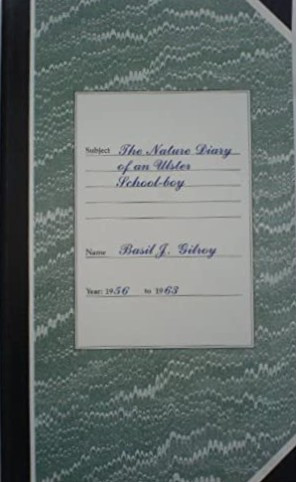 Subject The Nature Diary
of an Ulster
School-boy
Name Basil J. Gilroy
Year: 1956 to 1963